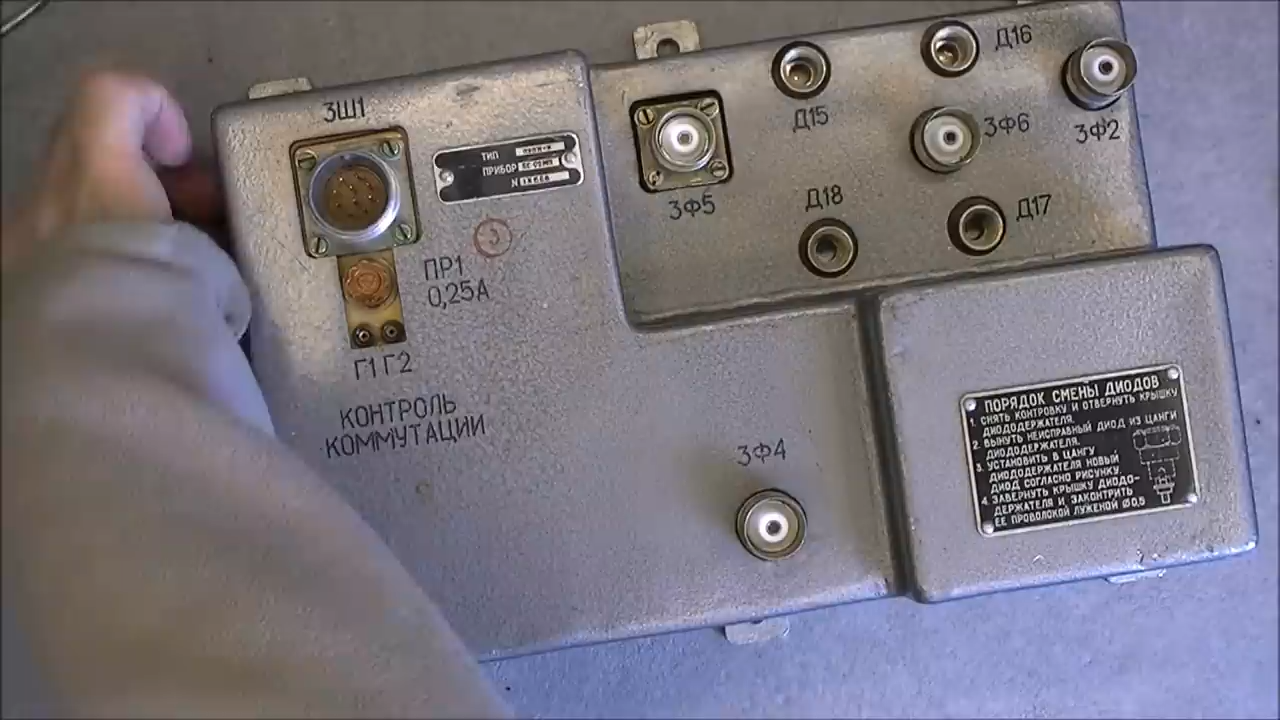 3Ш1
ТИП
ПРИБОР
N
ПР1
0,25А
Г1 Г2
КОНТРОЛЬ
КОММУТАЦИИ
Д15
Д16
3Ф2
3Ф6
3Ф5
Д18
Д17
3Ф4
ПОРЯДОК СМЕНЫ ДИОДОВ
1. СНЯТЬ КОНТРОВКУ И ОТВЕРНУТЬ КРЫШКУ
ДИОДОДЕРЖАТЕЛЯ.
2. ВЫНУТЬ НЕИСПРАВНЫЙ ДИОД ИЗ ЦАНГИ
ДИОДОДЕРЖАТЕЛЯ.
3. УСТАНОВИТЬ В ЦАНГУ
ДИОДОДЕРЖАТЕЛЯ НОВЫЙ
ДИОД СОГЛАСНО РИСУНКУ.
4. ЗАВЕРНУТЬ КРЫШКУ ДИОДО-
ДЕРЖАТЕЛЯ И ЗАКОНТРИТЬ
ЕЕ ПРОВОЛОКОЙ ЛУЖЕНОЙ Ø0,5